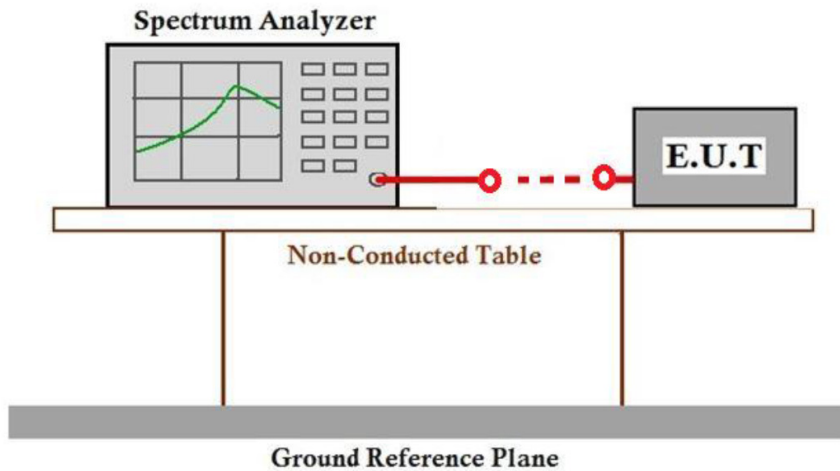 Spectrum Analyzer
E.U.T
Non-Conducted Table
Ground Reference Plane